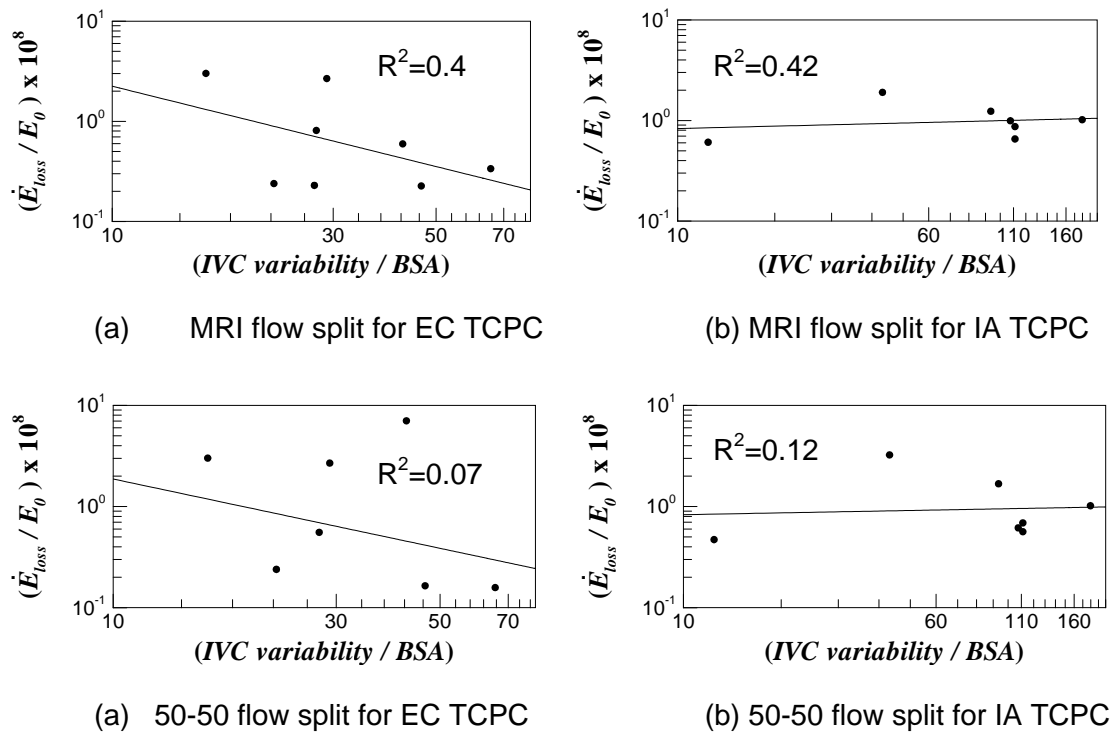 10^1
10^0
10^-1
(Ė_loss / E_0 ) x 10^8
R^2=0.4
10 30 50 70
(IVC variability / BSA)
(a) MRI flow split for EC TCPC
10^1
10^0
10^-1
(Ė_loss / E_0 ) x 10^8
R^2=0.42
10 60 110 160
(IVC variability / BSA)
(b) MRI flow split for IA TCPC
10^1
10^0
10^-1
(Ė_loss / E_0 ) x 10^8
R^2=0.07
10 30 50 70
(IVC variability / BSA)
(a) 50-50 flow split for EC TCPC
10^1
10^0
10^-1
(Ė_loss / E_0 ) x 10^8
R^2=0.12
10 60 110 160
(IVC variability / BSA)
(b) 50-50 flow split for IA TCPC